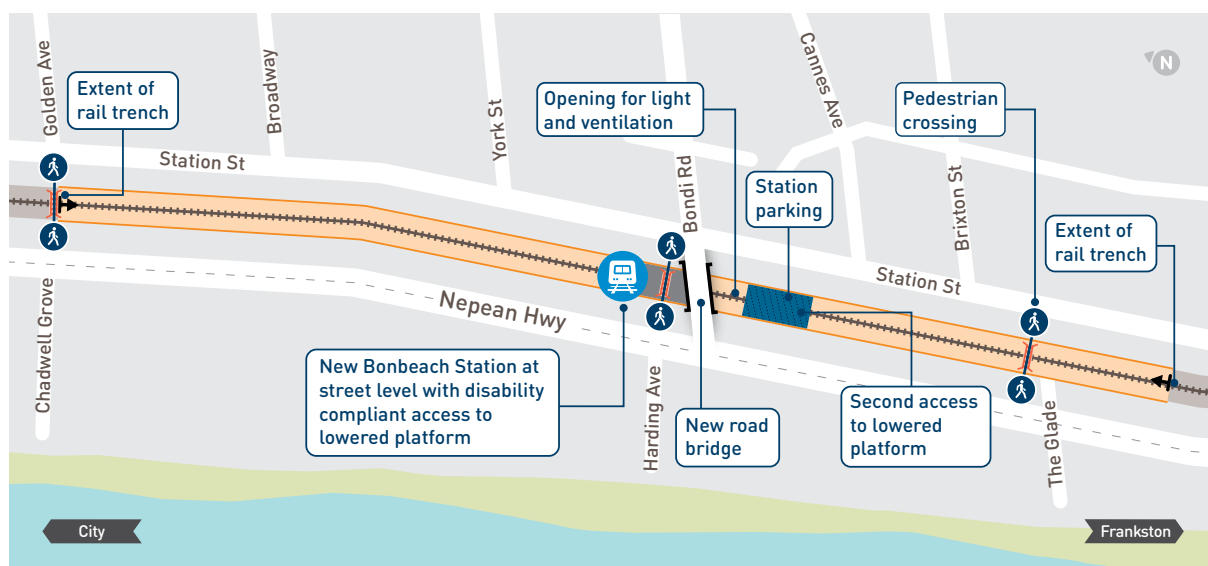 Golden Ave
Extent of
rail trench
Broadway
York St
Station St
Opening for light
and ventilation
Bondi Rd
Cannes Ave
Station
parking
Pedestrian
crossing
Brixton St
N
Extent of
rail trench
Station St
Chadwell Grove
Nepean Hwy
New Bonbeach Station at
street level with disability
compliant access to
lowered platform
Harding Ave
New road
bridge
Second access
to lowered
platform
The Glade
City
Frankston